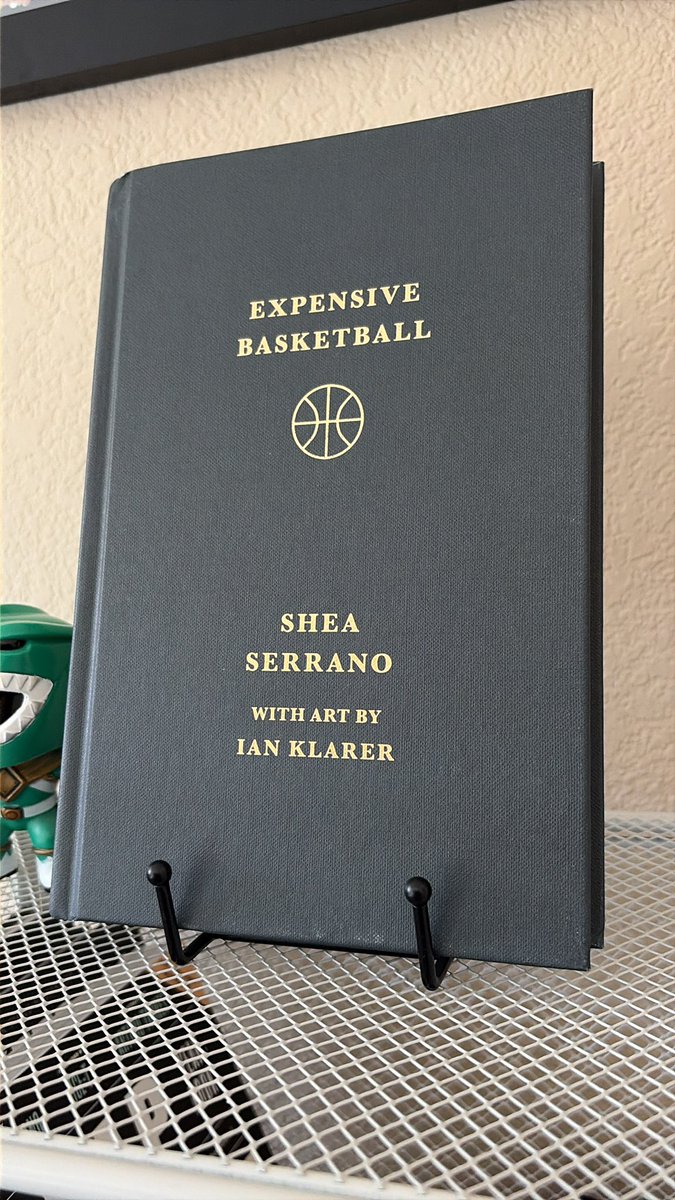 EXPENSIVE
BASKETBALL
SHEA
SERRANO
WITH ART BY
IAN KLARER